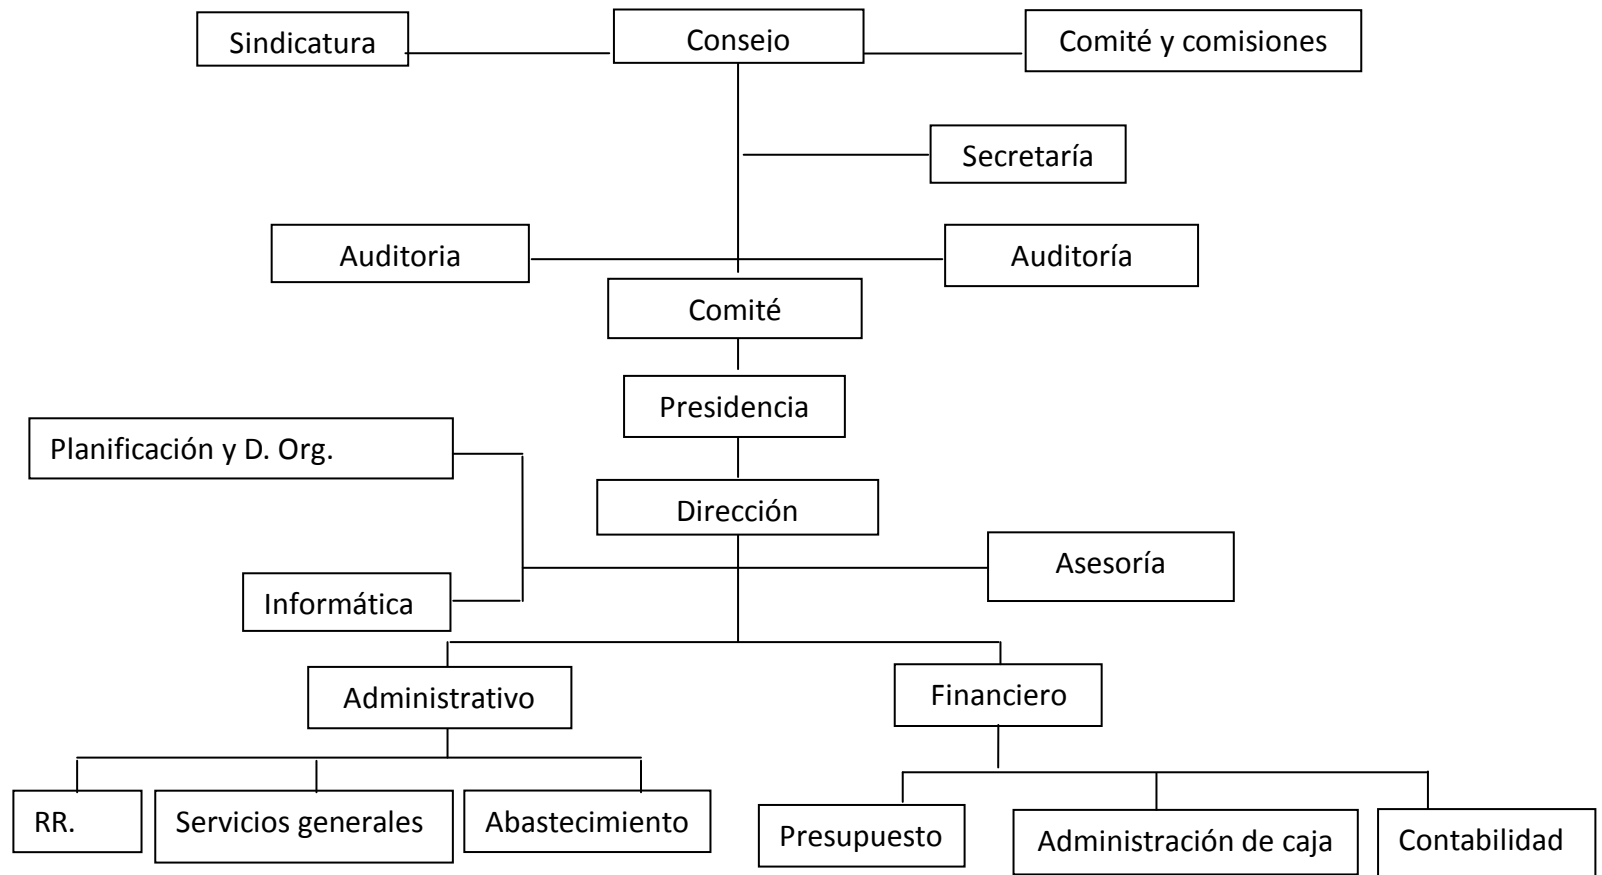 Sindicatura
Consejo
Comité y comisiones
Secretaría
Auditoria
Auditoría
Comité
Presidencia
Planificación y D. Org.
Dirección
Asesoría
Informática
Administrativo
Financiero
RR.
Servicios generales
Abastecimiento
Presupuesto
Administración de caja
Contabilidad